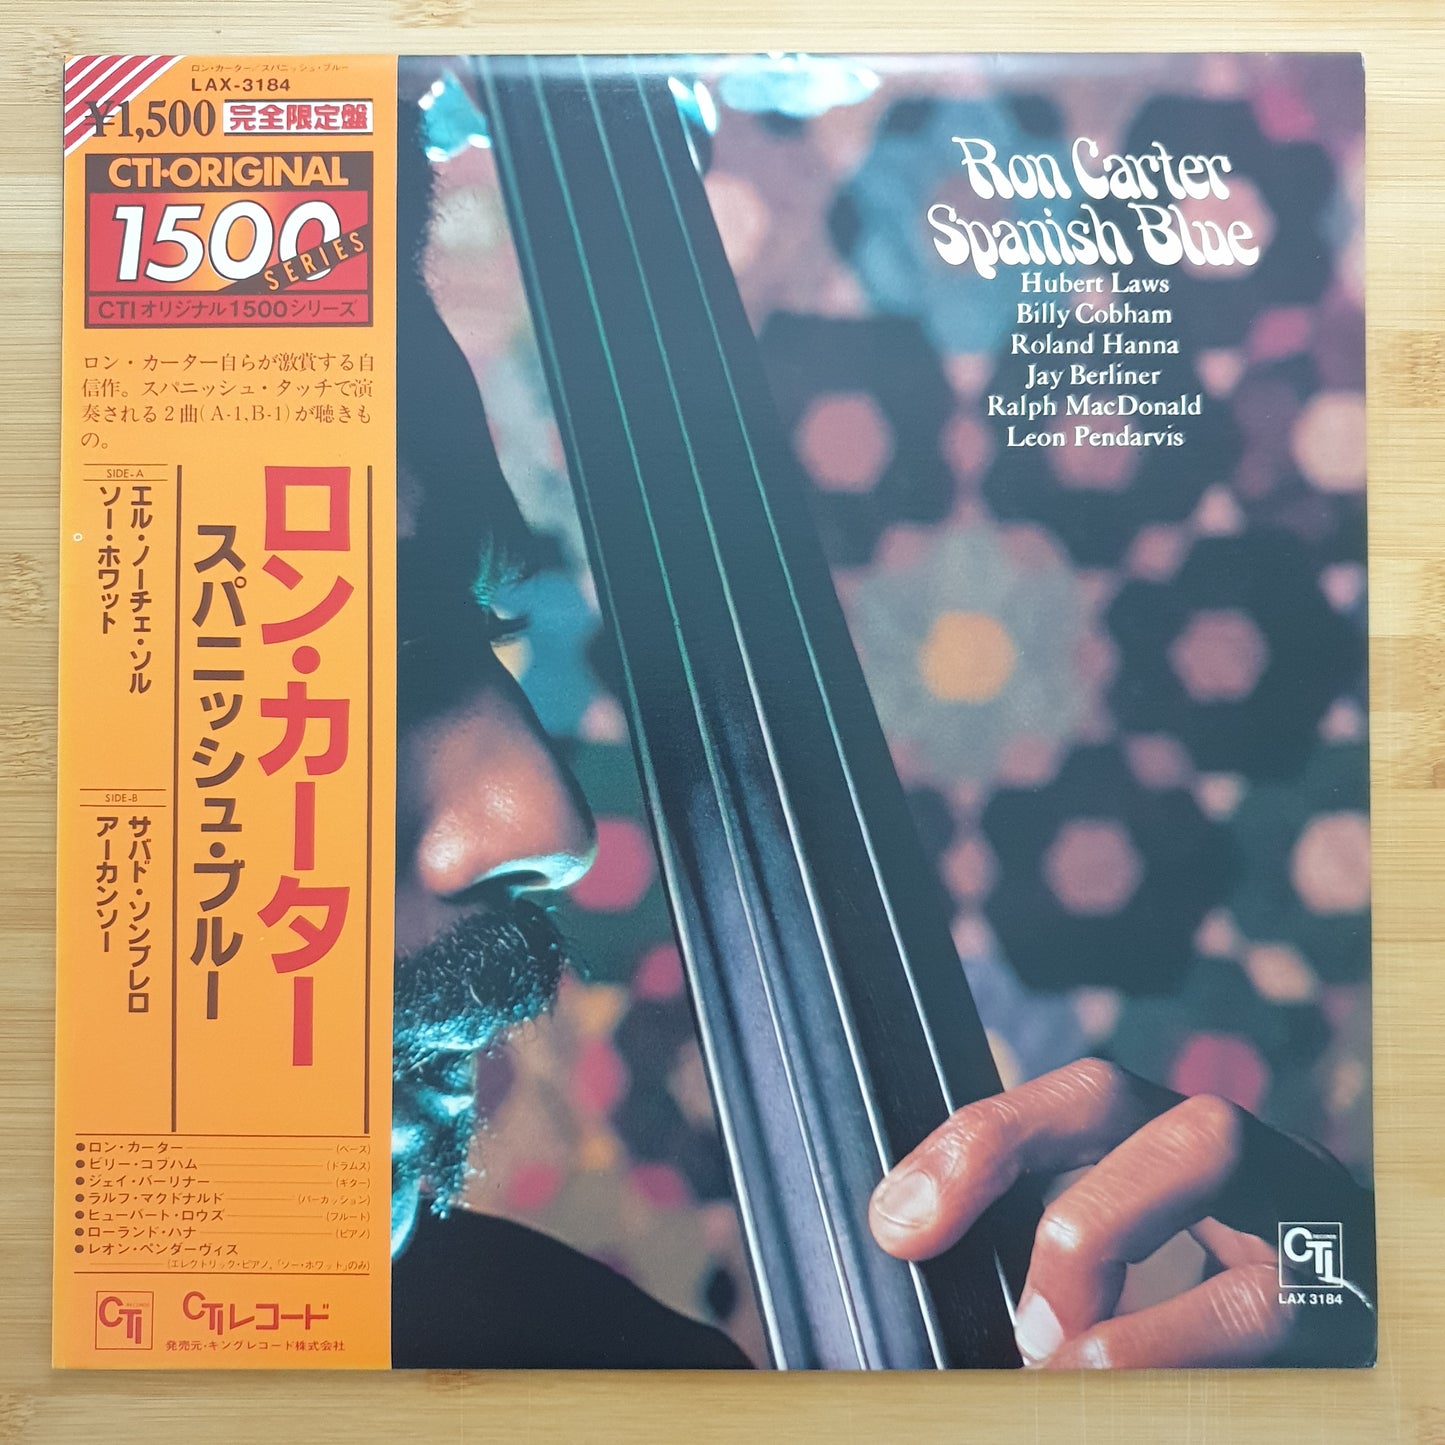 ロン・カーター／スパニッシュ・ブルー
LAX-3184
¥1,500 完全限定盤
CTI・ORIGINAL
1500
SERIES
CTIオリジナル1500シリーズ
ロン・カーター自らが激賞する自
信作。スパニッシュ・タッチで演
奏される2曲(A-1,B-1)が聴きも
の。
ロン・カーター
スパニッシュ・ブルー
SIDE-A
エル・ノーチェ・ソル
ソー・ホワット
SIDE-B
サバド・ソンブレロ
アーカンソー
●ロン・カーター (ベース)
●ビリー・コブハム (ドラムス)
●ジェイ・バーリナー (ギター)
●ラルフ・マクドナルド (パーカッション)
●ヒューバート・ロウズ (フルート)
●ローランド・ハナ (ピアノ)
●レオン・ペンダーヴィス
(エレクトリック・ピアノ,「ソー・ホワット」のみ)
CTI RECORDS
CTIレコード
発売元・キングレコード株式会社
Ron Carter
Spanish Blue
Hubert Laws
Billy Cobham
Roland Hanna
Jay Berliner
Ralph MacDonald
Leon Pendarvis
CTI RECORDS
LAX 3184